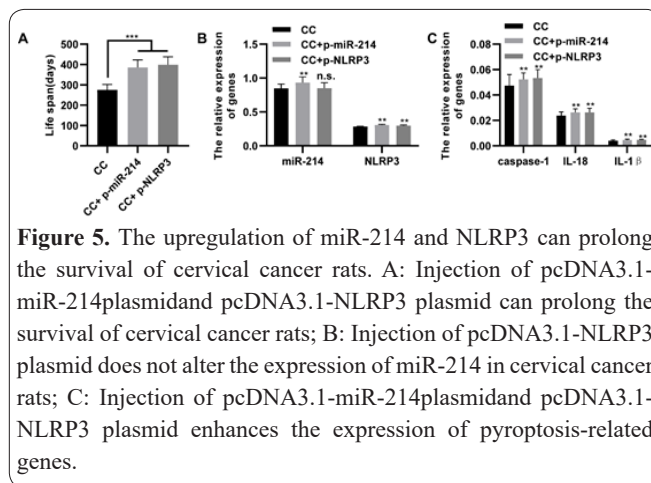 A
Life span(days)
500
400
300
200
100
0
***
CC
CC+ p-miR-214
CC+ p-NLRP3
B
CC
CC+p-miR-214
CC+ p-NLRP3
The relative expression
of genes
1.5
1.0
0.5
0.0
** n.s.
** **
miR-214 NLRP3
C
CC
CC+p-miR-214
CC+ p-NLRP3
The relative expression
of genes
0.06
0.04
0.02
0.00
** **
** **
** **
caspase-1 IL-18 IL-1 β
Figure 5. The upregulation of miR-214 and NLRP3 can prolong
the survival of cervical cancer rats. A: Injection of pcDNA3.1-
miR-214plasmidand pcDNA3.1-NLRP3 plasmid can prolong the
survival of cervical cancer rats; B: Injection of pcDNA3.1-NLRP3
plasmid does not alter the expression of miR-214 in cervical cancer
rats; C: Injection of pcDNA3.1-miR-214plasmidand pcDNA3.1-
NLRP3 plasmid enhances the expression of pyroptosis-related
genes.